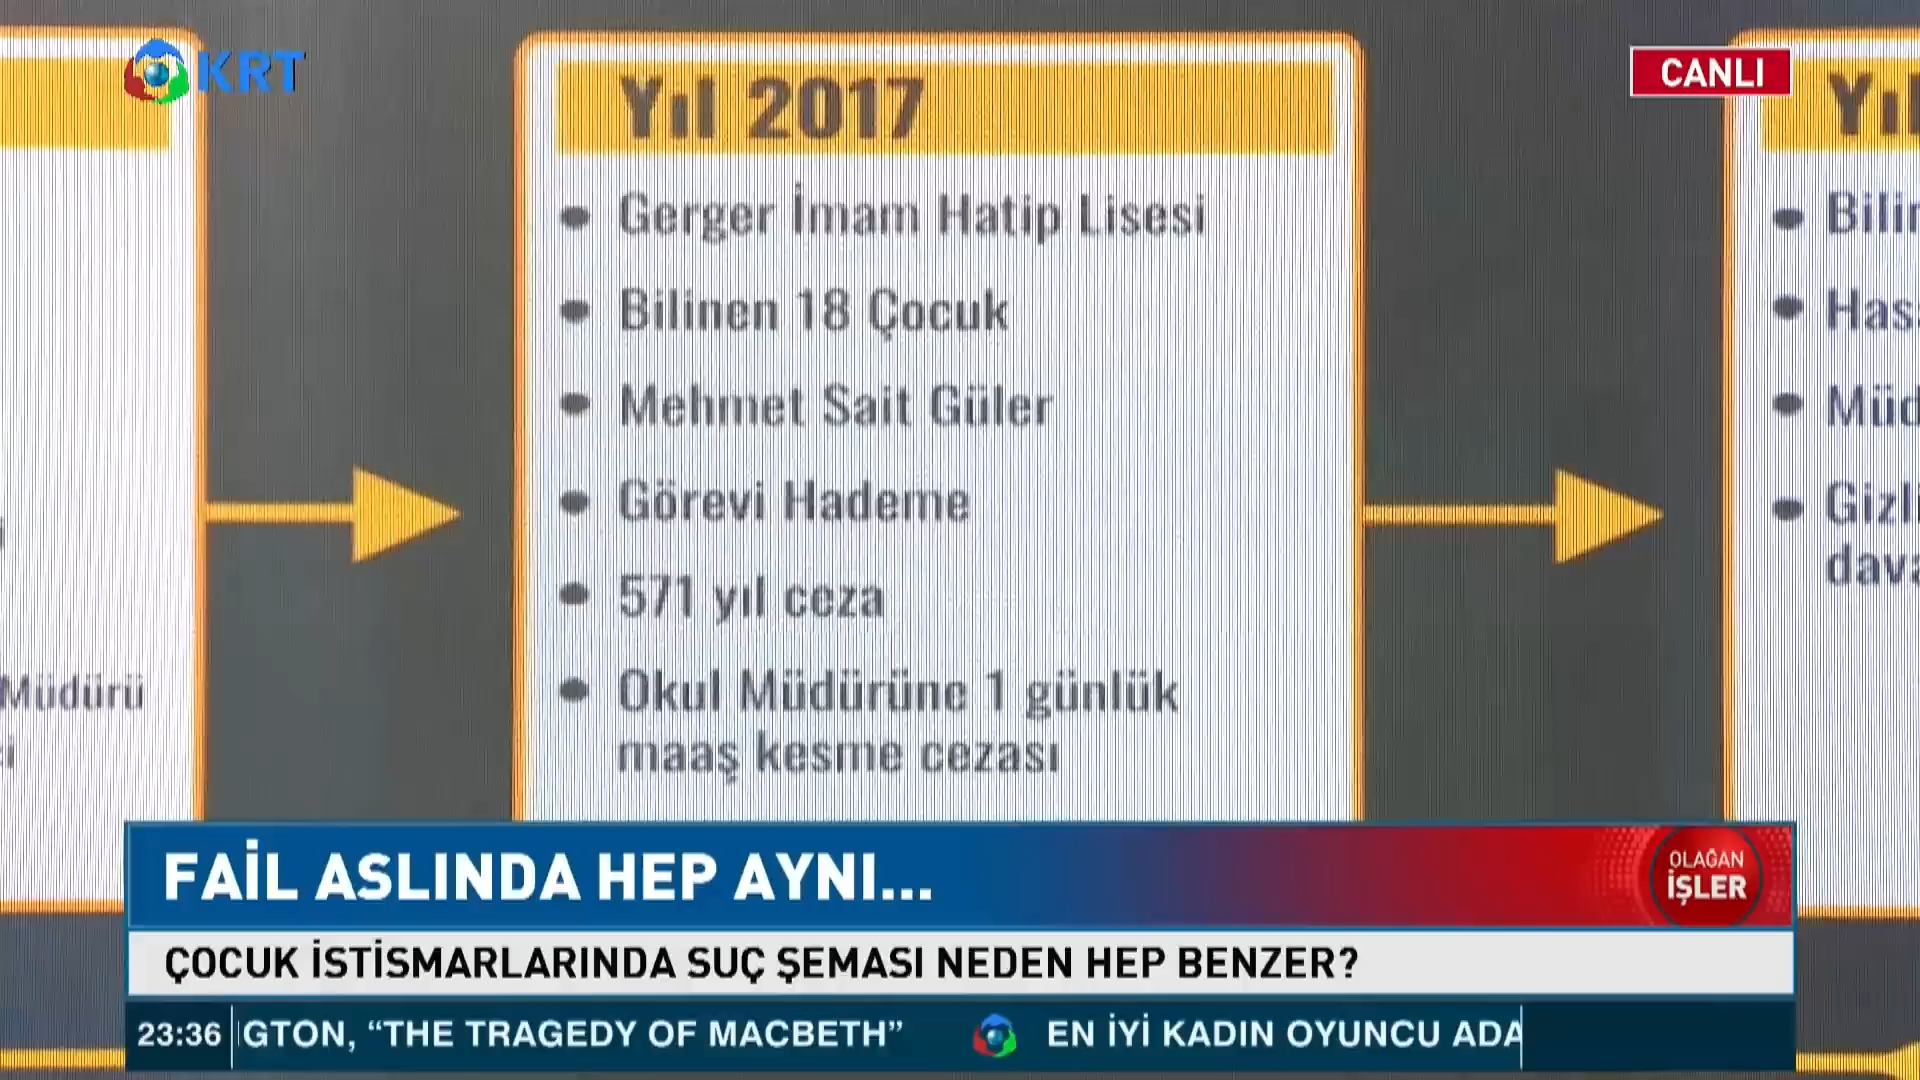 KRT
CANLI
Yıl 2017
• Gerger İmam Hatip Lisesi
• Bilinen 18 Çocuk
• Mehmet Sait Güler
• Görevi Hademe
• 571 yıl ceza
• Okul Müdürüne 1 günlük
maaş kesme cezası
Müdürü
FAİL ASLINDA HEP AYNI...
OLAĞAN
İŞLER
ÇOCUK İSTİSMARLARINDA SUÇ ŞEMASI NEDEN HEP BENZER?
23:36
GTON, “THE TRAGEDY OF MACBETH” EN İYİ KADIN OYUNCU ADA